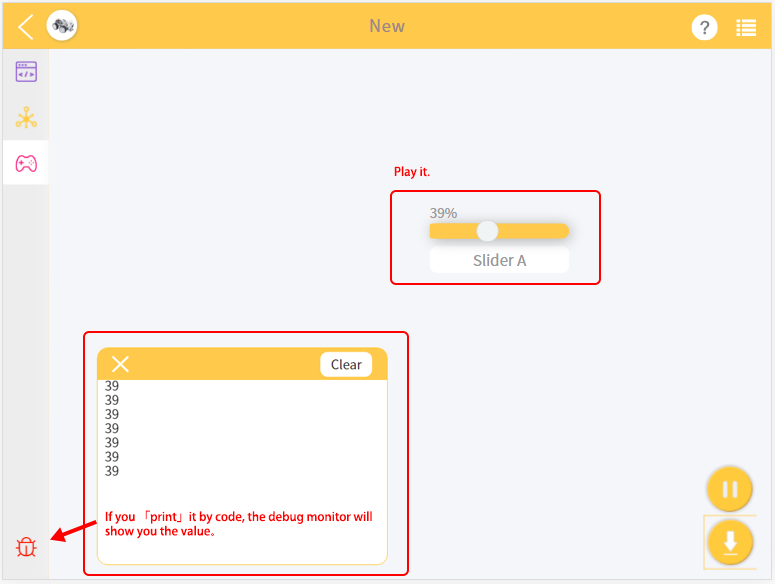 New
?
Play it.
39%
Slider A
Clear
39
39
39
39
39
39
39
If you 「print」it by code, the debug monitor will
show you the value。